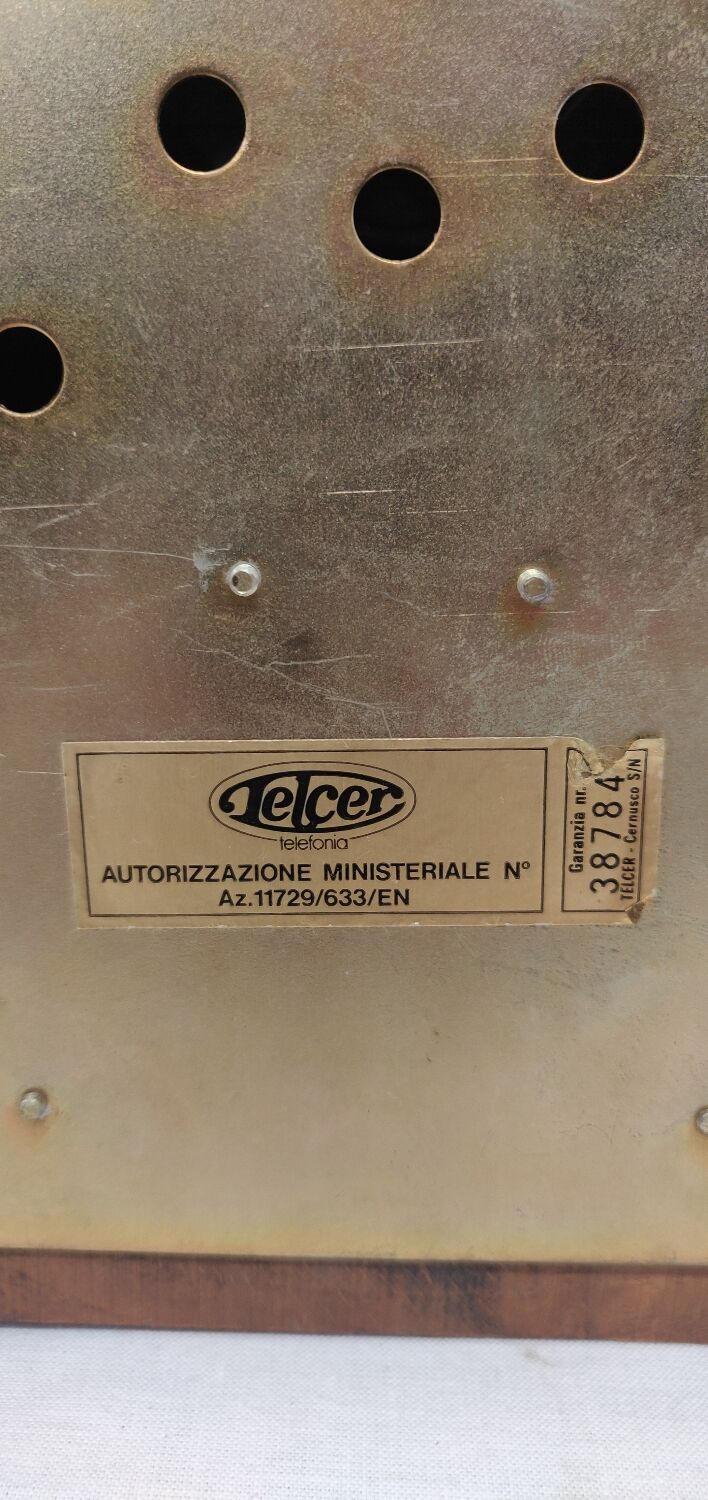 Telcer
telefonia
AUTORIZZAZIONE MINISTERIALE N°
Az.11729/633/EN
Garanzia nr.
38784
TELCER - Cernusco S/N